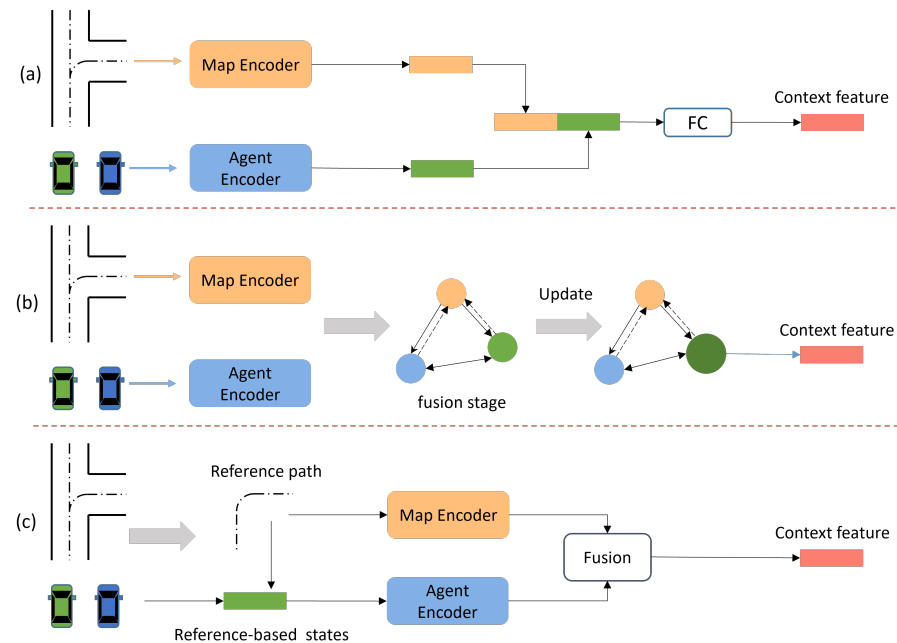 (a)
Map Encoder
Agent
Encoder
FC
Context feature
(b)
Map Encoder
Agent
Encoder
fusion stage
Update
Context feature
(c)
Reference path
Map Encoder
Fusion
Context feature
Agent
Encoder
Reference-based states